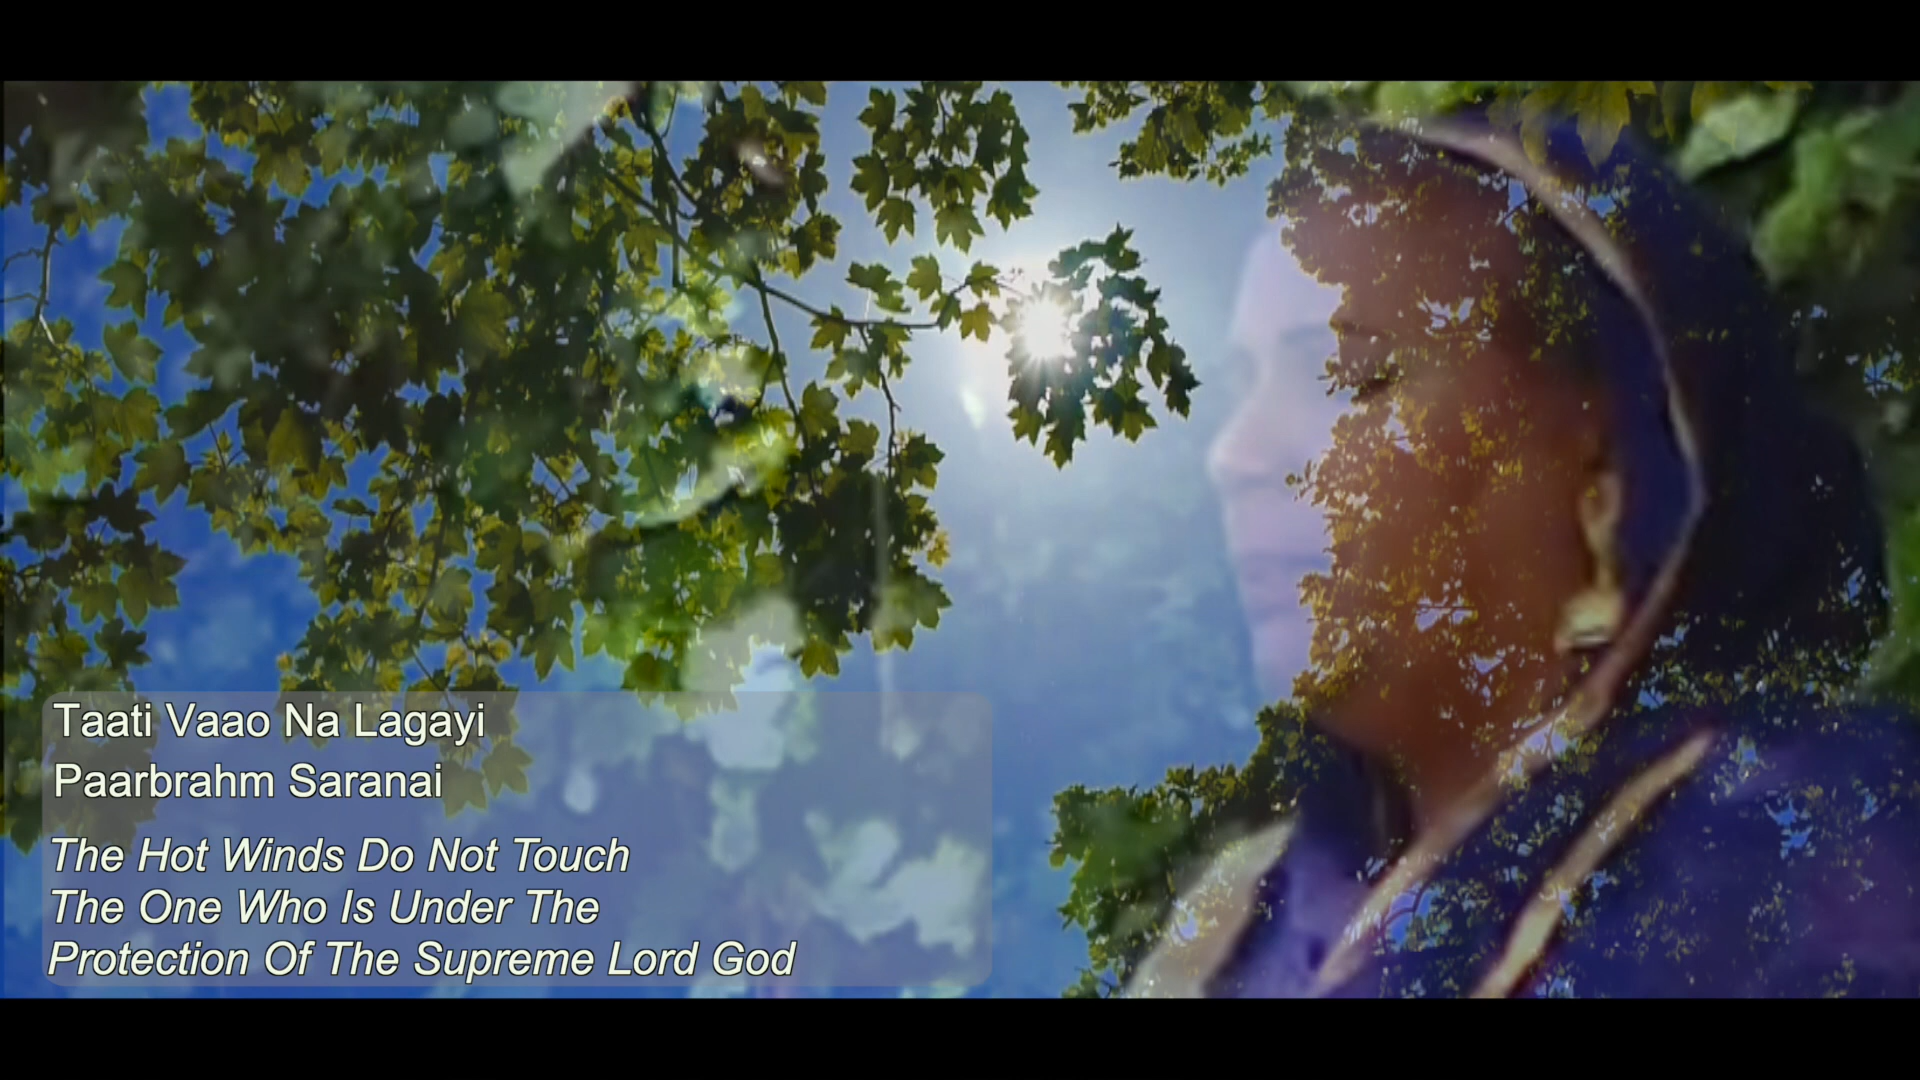 Taati Vaao Na Lagayi
Paarbrahm Saranai
The Hot Winds Do Not Touch
The One Who Is Under The
Protection Of The Supreme Lord God